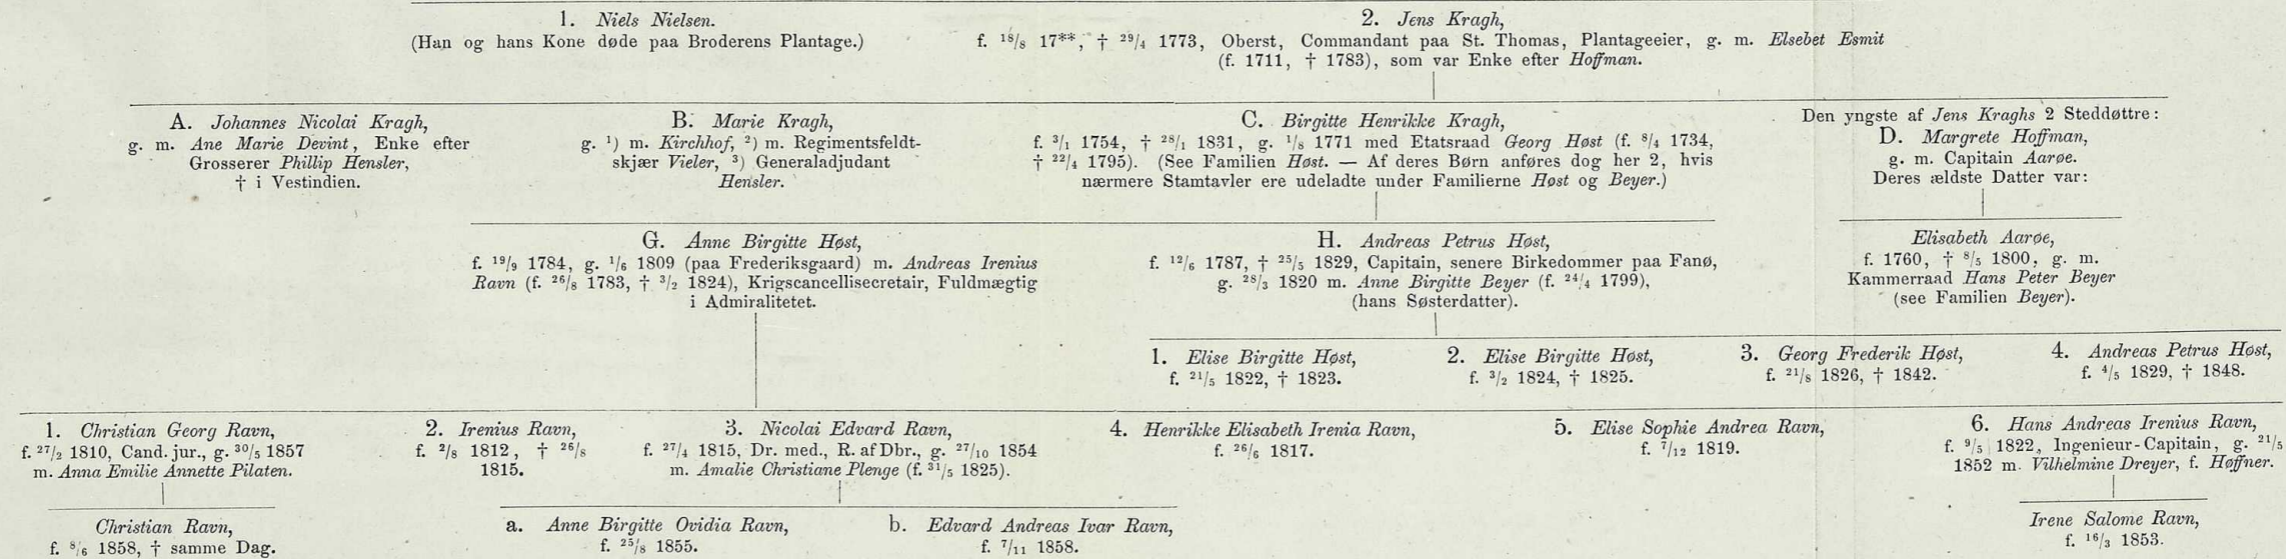 1. Niels Nielsen.
(Han og hans Kone døde paa Broderens Plantage.)
2. Jens Kragh,
f. 18/8 17**, † 29/4 1773, Oberst, Commandant paa St. Thomas, Plantageeier, g. m. Elsebet Esmit
(f. 1711, † 1783), som var Enke efter Hoffman.
A. Johannes Nicolai Kragh,
g. m. Ane Marie Devint, Enke efter
Grosserer Phillip Hensler,
† i Vestindien.
B. Marie Kragh,
g. 1) m. Kirchhof, 2) m. Regimentsfeldt-
skjær Vieler, 3) Generaladjudant
Hensler.
C. Birgitte Henrikke Kragh,
f. 3/1 1754, † 28/1 1831, g. 1/8 1771 med Etatsraad Georg Høst (f. 8/4 1734,
† 22/4 1795). (See Familien Høst. — Af deres Børn anføres dog her 2, hvis
nærmere Stamtavler ere udeladte under Familierne Høst og Beyer.)
Den yngste af Jens Kraghs 2 Steddøttre:
D. Margrete Hoffman,
g. m. Capitain Aarøe.
Deres ældste Datter var:
G. Anne Birgitte Høst,
f. 19/9 1784, g. 1/6 1809 (paa Frederiksgaard) m. Andreas Irenius
Ravn (f. 26/8 1783, † 3/2 1824), Krigscancellisecretair, Fuldmægtig
i Admiralitetet.
H. Andreas Petrus Høst,
f. 12/6 1787, † 25/5 1829, Capitain, senere Birkedommer paa Fanø,
g. 28/3 1820 m. Anne Birgitte Beyer (f. 24/4 1799),
(hans Søsterdatter).
Elisabeth Aarøe,
f. 1760, † 8/5 1800, g. m.
Kammerraad Hans Peter Beyer
(see Familien Beyer).
1. Elise Birgitte Høst,
f. 21/5 1822, † 1823.
2. Elise Birgitte Høst,
f. 3/2 1824, † 1825.
3. Georg Frederik Høst,
f. 21/8 1826, † 1842.
4. Andreas Petrus Høst,
f. 4/5 1829, † 1848.
1. Christian Georg Ravn,
f. 27/2 1810, Cand. jur., g. 30/5 1857
m. Anna Emilie Annette Pilaten.
2. Irenius Ravn,
f. 2/8 1812, † 26/8
1815.
3. Nicolai Edvard Ravn,
f. 27/4 1815, Dr. med., R. af Dbr., g. 27/10 1854
m. Amalie Christiane Plenge (f. 31/5 1825).
4. Henrikke Elisabeth Irenia Ravn,
f. 26/6 1817.
5. Elise Sophie Andrea Ravn,
f. 7/12 1819.
6. Hans Andreas Irenius Ravn,
f. 9/5 1822, Ingenieur-Capitain, g. 21/5
1852 m. Vilhelmine Dreyer, f. Høffner.
Christian Ravn,
f. 8/6 1858, † samme Dag.
a. Anne Birgitte Ovidia Ravn,
f. 25/8 1855.
b. Edvard Andreas Ivar Ravn,
f. 7/11 1858.
Irene Salome Ravn,
f. 16/3 1853.